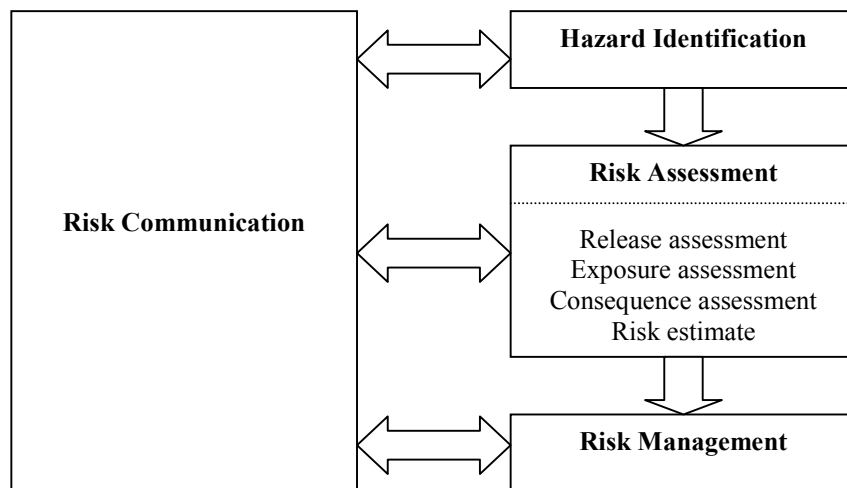 Hazard Identification
Risk Assessment
Risk Communication
Release assessment
Exposure assessment
Consequence assessment
Risk estimate
Risk Management